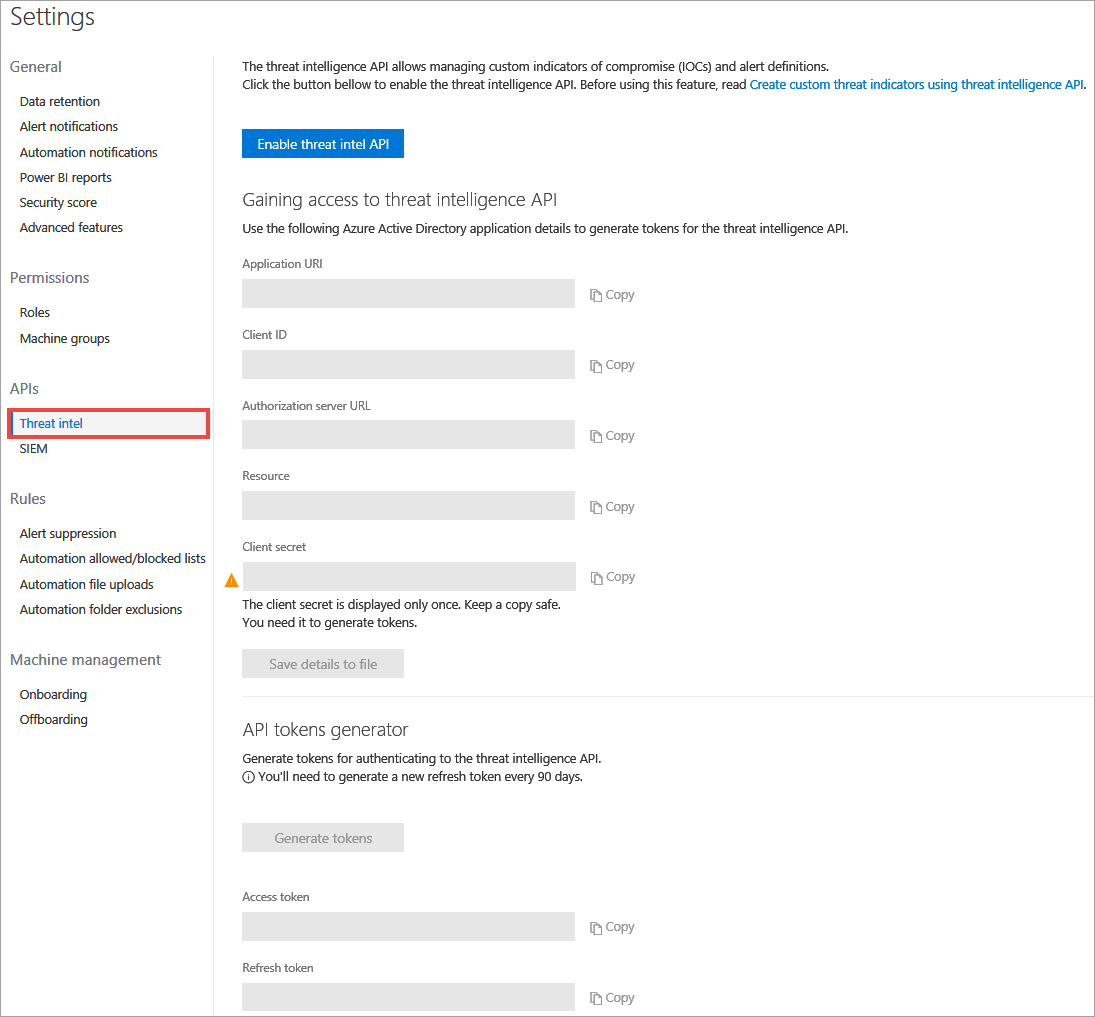 Settings
General
Data retention
Alert notifications
Automation notifications
Power BI reports
Security score
Advanced features
Permissions
Roles
Machine groups
APIs
Threat intel
SIEM
Rules
Alert suppression
Automation allowed/blocked lists
Automation file uploads
Automation folder exclusions
Machine management
Onboarding
Offboarding
The threat intelligence API allows managing custom indicators of compromise (IOCs) and alert definitions.
Click the button bellow to enable the threat intelligence API. Before using this feature, read Create custom threat indicators using threat intelligence API.
Enable threat intel API
Gaining access to threat intelligence API
Use the following Azure Active Directory application details to generate tokens for the threat intelligence API.
Application URI
Copy
Client ID
Copy
Authorization server URL
Copy
Resource
Copy
Client secret
Copy
The client secret is displayed only once. Keep a copy safe.
You need it to generate tokens.
Save details to file
API tokens generator
Generate tokens for authenticating to the threat intelligence API.
You'll need to generate a new refresh token every 90 days.
Generate tokens
Access token
Copy
Refresh token
Copy